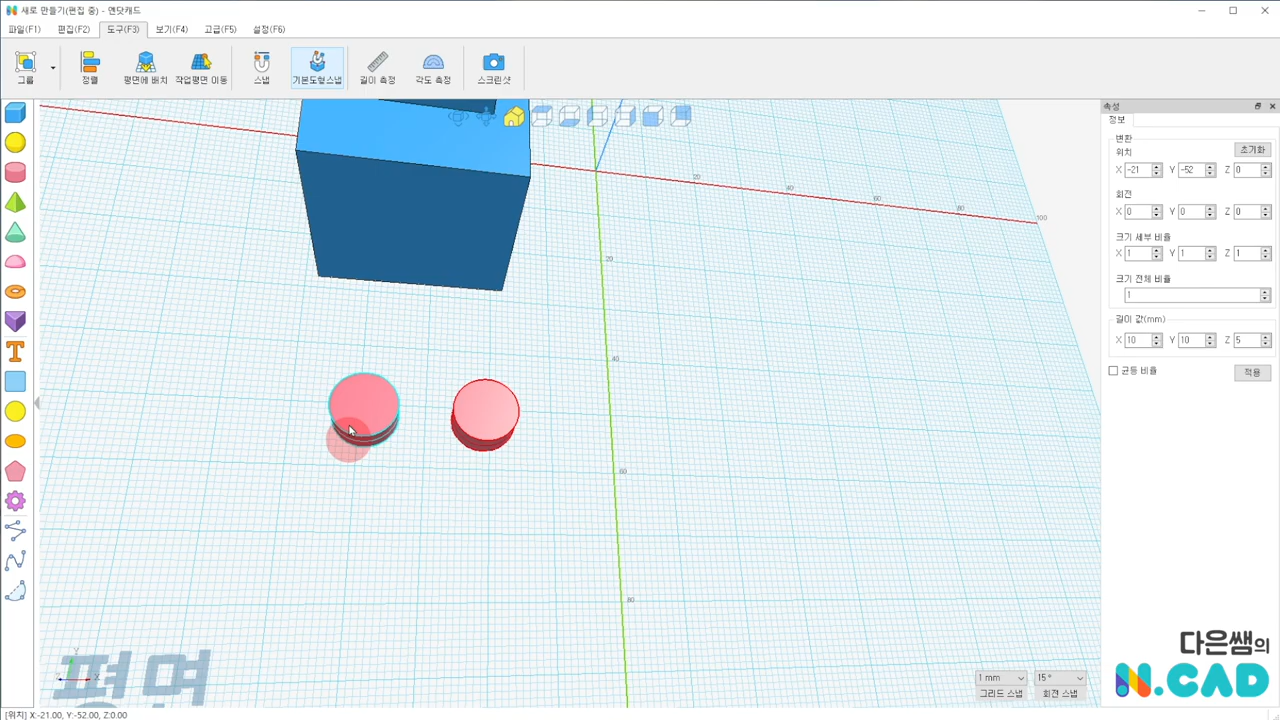 새로 만들기(편집 중) - 엔닷캐드
파일(F1) 편집(F2) 도구(F3) 보기(F4) 고급(F5) 설정(F6)
그룹 정렬 평면에 배치 작업평면 이동 스냅 기본도형스냅 길이 측정 각도 측정 스크린샷
속성
정보
변환
위치 초기화
X -21 Y -52 Z 0
회전
X 0 Y 0 Z 0
크기 세부 비율
X 1 Y 1 Z 1
크기 전체 비율
1
길이 값(mm)
X 10 Y 10 Z 5
균등 비율 적용
20 40 60 80 100
20
40
60
80
평면
Y
Z X
T
다은쌤의
N.CAD
1 mm 15 °
그리드 스냅 회전 스냅
[위치] X:-21.00, Y:-52.00, Z:0.00